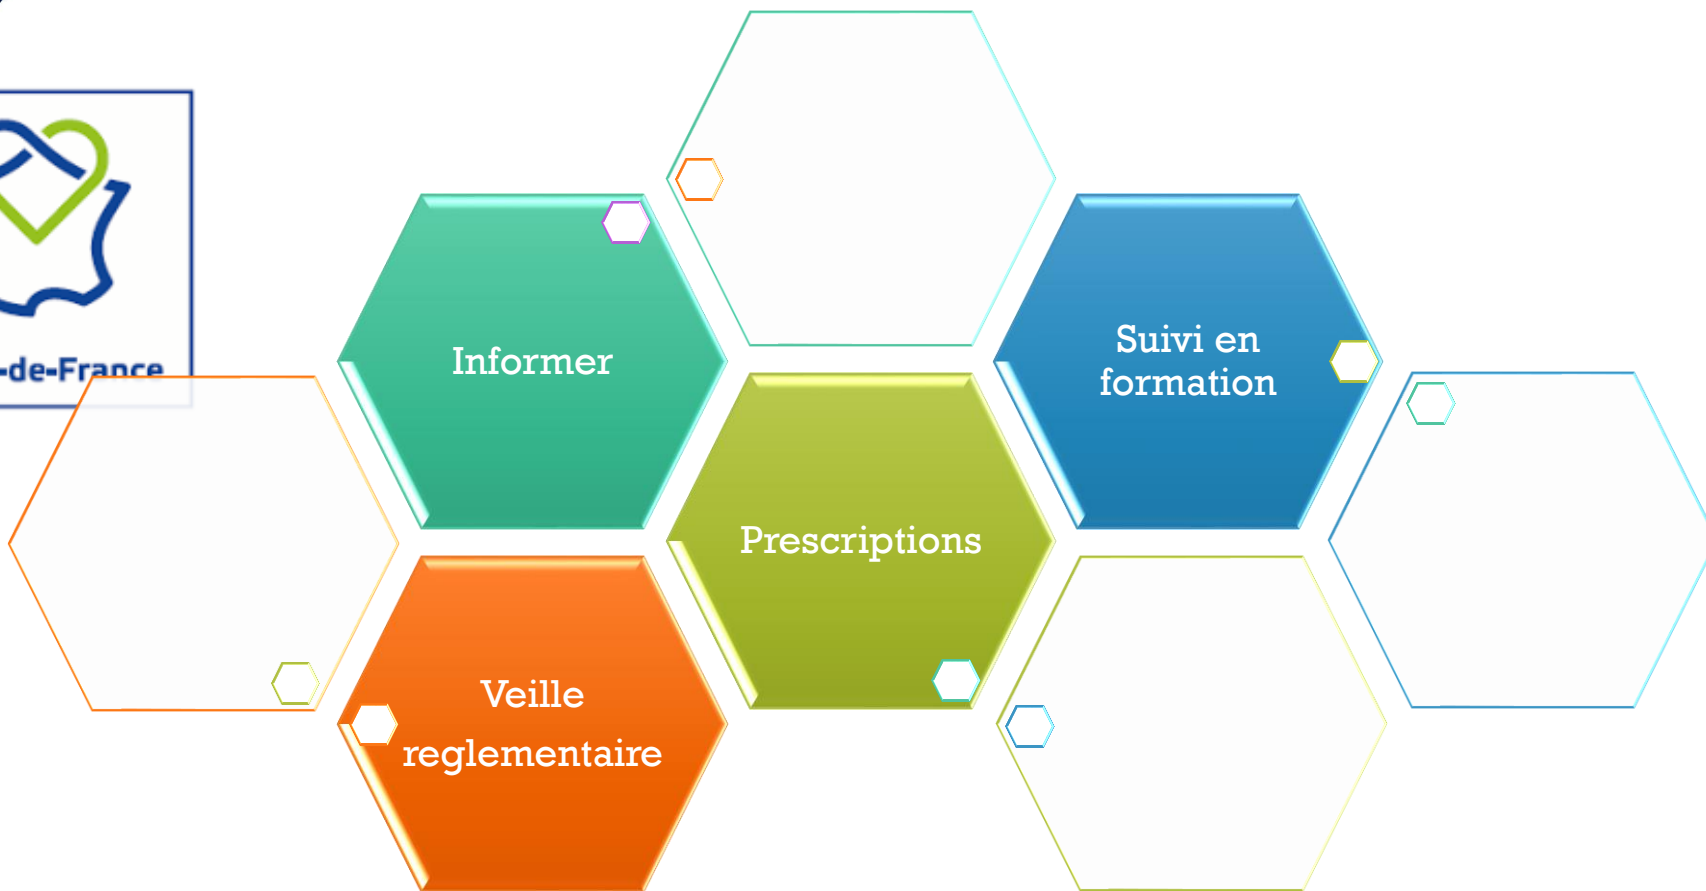 -de-France
Informer
Suivi en
formation
Prescriptions
Veille
reglementaire